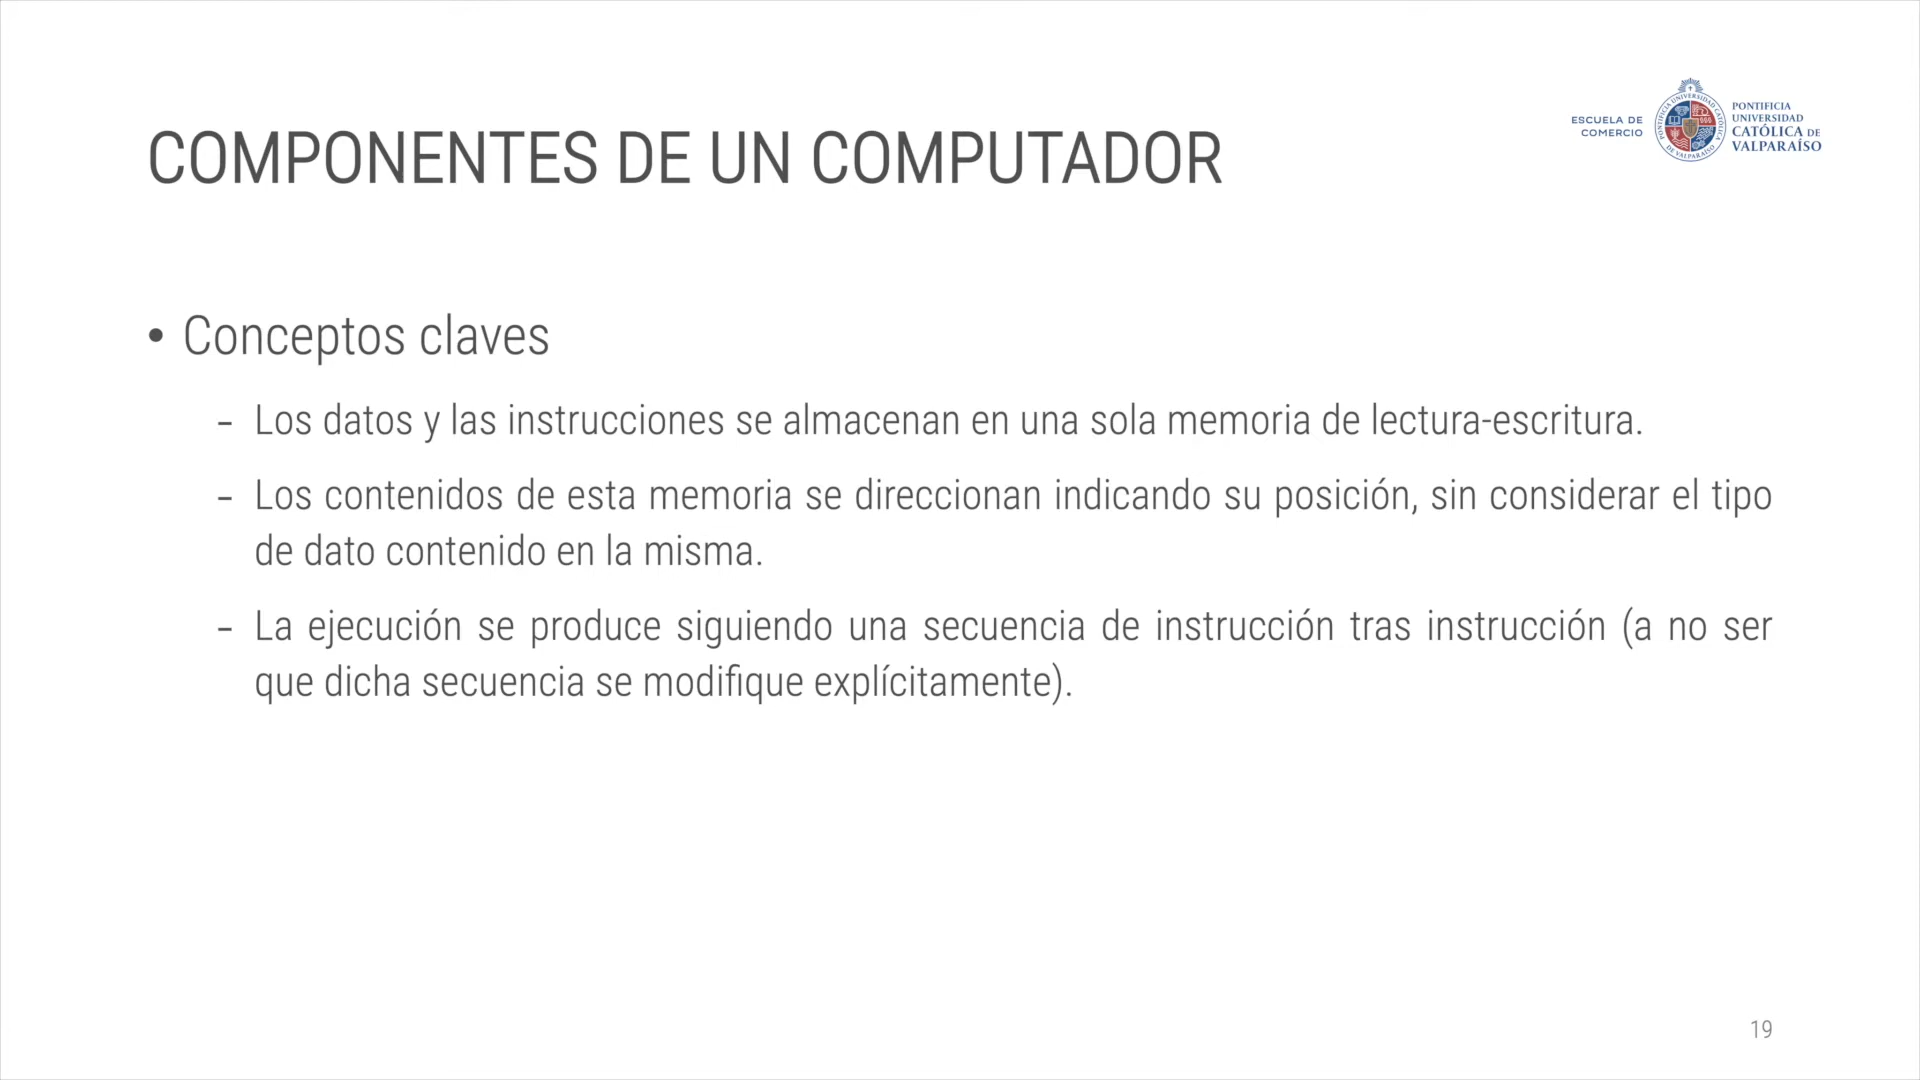 COMPONENTES DE UN COMPUTADOR
ESCUELA DE
COMERCIO
PONTIFICIA
UNIVERSIDAD
CATÓLICA DE
VALPARAÍSO
• Conceptos claves
- Los datos y las instrucciones se almacenan en una sola memoria de lectura-escritura.
- Los contenidos de esta memoria se direccionan indicando su posición, sin considerar el tipo
de dato contenido en la misma.
- La ejecución se produce siguiendo una secuencia de instrucción tras instrucción (a no ser
que dicha secuencia se modifique explícitamente).
19